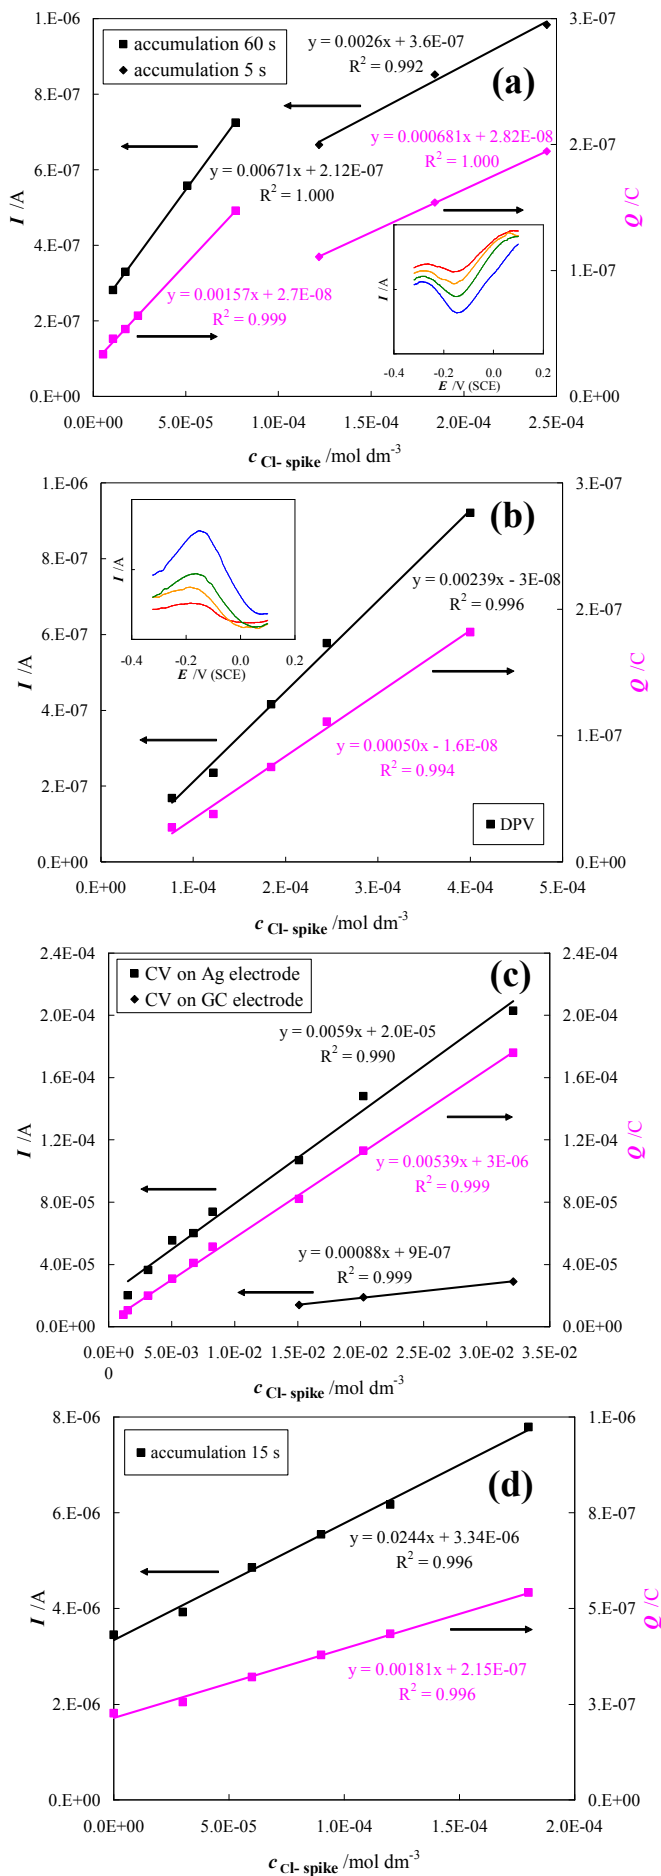 1.E-06
3.E-07
accumulation 60 s
accumulation 5 s
y = 0.0026x + 3.6E-07
R² = 0.992
(a)
8.E-07
y = 0.000681x + 2.82E-08
R² = 1.000
2.E-07
y = 0.00671x + 2.12E-07
R² = 1.000
6.E-07
I /A
Q /C
4.E-07
1.E-07
y = 0.00157x + 2.7E-08
R² = 0.999
2.E-07
I /A
-0.4 -0.2 0.0 0.2
E /V (SCE)
0.E+00
0.E+00
0.0E+00 5.0E-05 1.0E-04 1.5E-04 2.0E-04 2.5E-04
c Cl- spike /mol dm-3
1.E-06
3.E-07
(b)
I /A
-0.4 -0.2 0.0 0.2
E /V (SCE)
8.E-07
y = 0.00239x - 3E-08
R² = 0.996
2.E-07
6.E-07
I /A
Q /C
4.E-07
1.E-07
y = 0.00050x - 1.6E-08
R² = 0.994
2.E-07
DPV
0.E+00
0.E+00
0.E+00 1.E-04 2.E-04 3.E-04 4.E-04 5.E-04
c Cl- spike /mol dm-3
2.4E-04
2.4E-04
CV on Ag electrode
CV on GC electrode
(c)
2.0E-04
2.0E-04
y = 0.0059x + 2.0E-05
R² = 0.990
1.6E-04
1.6E-04
I /A
Q /C
1.2E-04
1.2E-04
y = 0.00539x + 3E-06
R² = 0.999
8.0E-05
8.0E-05
y = 0.00088x + 9E-07
R² = 0.999
4.0E-05
4.0E-05
0.0E+00
0.0E+00
0.0E+0 5.0E-03 1.0E-02 1.5E-02 2.0E-02 2.5E-02 3.0E-02 3.5E-02
0
c Cl- spike /mol dm-3
8.E-06
1.E-06
accumulation 15 s
(d)
6.E-06
8.E-07
y = 0.0244x + 3.34E-06
R² = 0.996
I /A
Q /C
4.E-06
5.E-07
y = 0.00181x + 2.15E-07
R² = 0.996
2.E-06
3.E-07
0.E+00
0.E+00
0.0E+00 5.0E-05 1.0E-04 1.5E-04 2.0E-04
c Cl- spike /mol dm-3